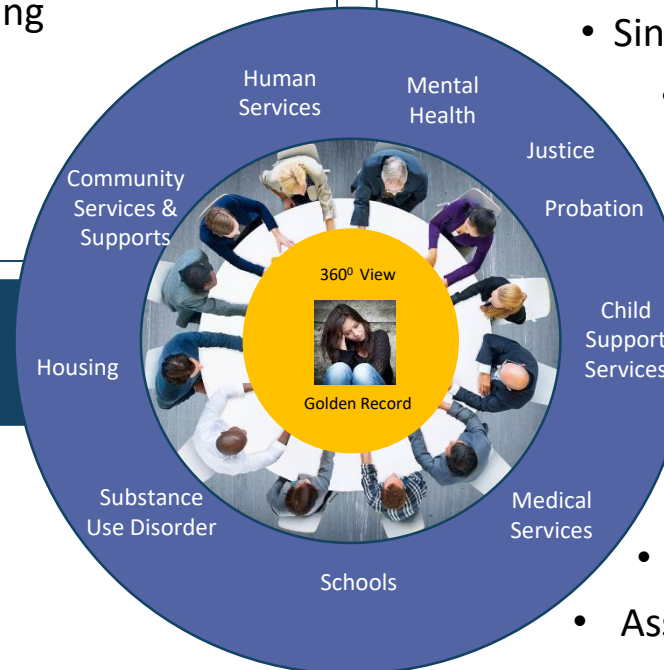 ng
• Sin
•
Human
Services
Mental
Health
Justice
Community
Services &
Supports
Probation
360⁰ View
Child
Support
Services
Housing
Golden Record
Substance
Use Disorder
Medical
Services
Schools
•
• Ass